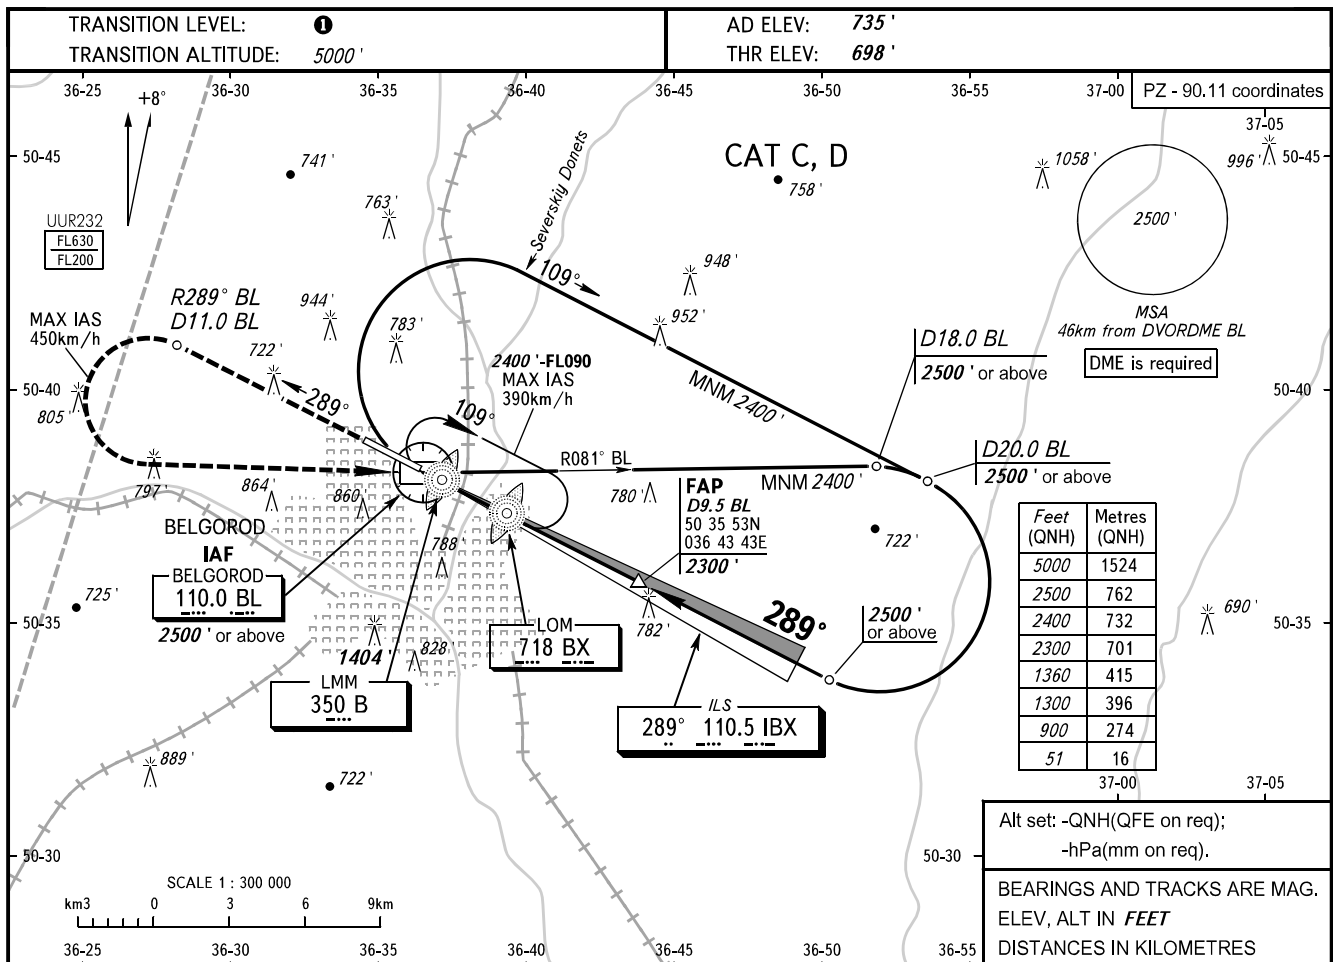 TRANSITION LEVEL: ❶
TRANSITION ALTITUDE: 5000 '
AD ELEV: 735 '
THR ELEV: 698 '
36-25 36-30 36-35 36-40 36-45 36-50 36-55 37-00
PZ - 90.11 coordinates
37-05
+8°
50-45
741 '
Severskiy Donets
CAT C, D
758 '
1058 '
996 '
50-45
763 '
2500 '
UUR232
FL630
FL200
109°
948 '
R289° BL
D11.0 BL
944 '
783 '
952 '
MSA
46km from DVORDME BL
DME is required
MAX IAS
450km/h
722 '
2400 '-FL090
MAX IAS
390km/h
D18.0 BL
2500 ' or above
50-40
805 '
289°
109°
MNM 2400 '
50-40
R081° BL
MNM 2400 '
D20.0 BL
2500 ' or above
797 '
864 '
860 '
780 '
FAP
D9.5 BL
50 35 53N
036 43 43E
2300 '
722 '
BELGOROD
IAF
BELGOROD
110.0 BL
2500 ' or above
788 '
725 '
50-35
782 '
289°
2500 '
or above
690 '
50-35
LOM
718 BX
1404 '
828 '
LMM
350 B
ILS
289° 110.5 IBX
Feet (QNH) Metres (QNH)
5000 1524
2500 762
2400 732
2300 701
1360 415
1300 396
900 274
51 16
889 '
722 '
37-00 37-05
50-30
50-30
Alt set: -QNH(QFE on req);
-hPa(mm on req).
SCALE 1 : 300 000
km3 0 3 6 9km
BEARINGS AND TRACKS ARE MAG.
ELEV, ALT IN FEET
DISTANCES IN KILOMETRES
36-25 36-30 36-35 36-40 36-45 36-50 36-55